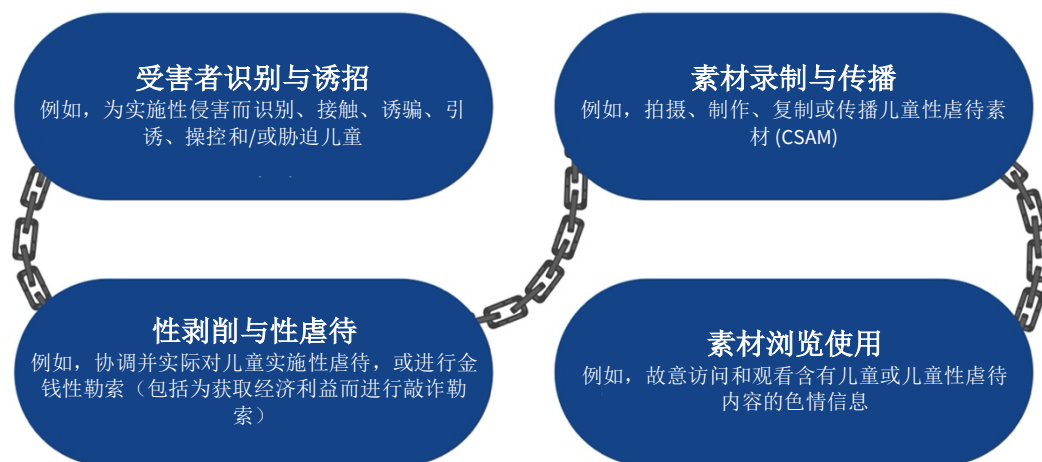 受害者识别与诱招
例如，为实施性侵害而识别、接触、诱骗、引
诱、操控和/或胁迫儿童
素材录制与传播
例如，拍摄、制作、复制或传播儿童性虐待素
材 (CSAM)
性剥削与性虐待
例如，协调并实际对儿童实施性虐待，或进行金
钱性勒索（包括为获取经济利益而进行敲诈勒
索）
素材浏览使用
例如，故意访问和观看含有儿童或儿童性虐待
内容的色情信息